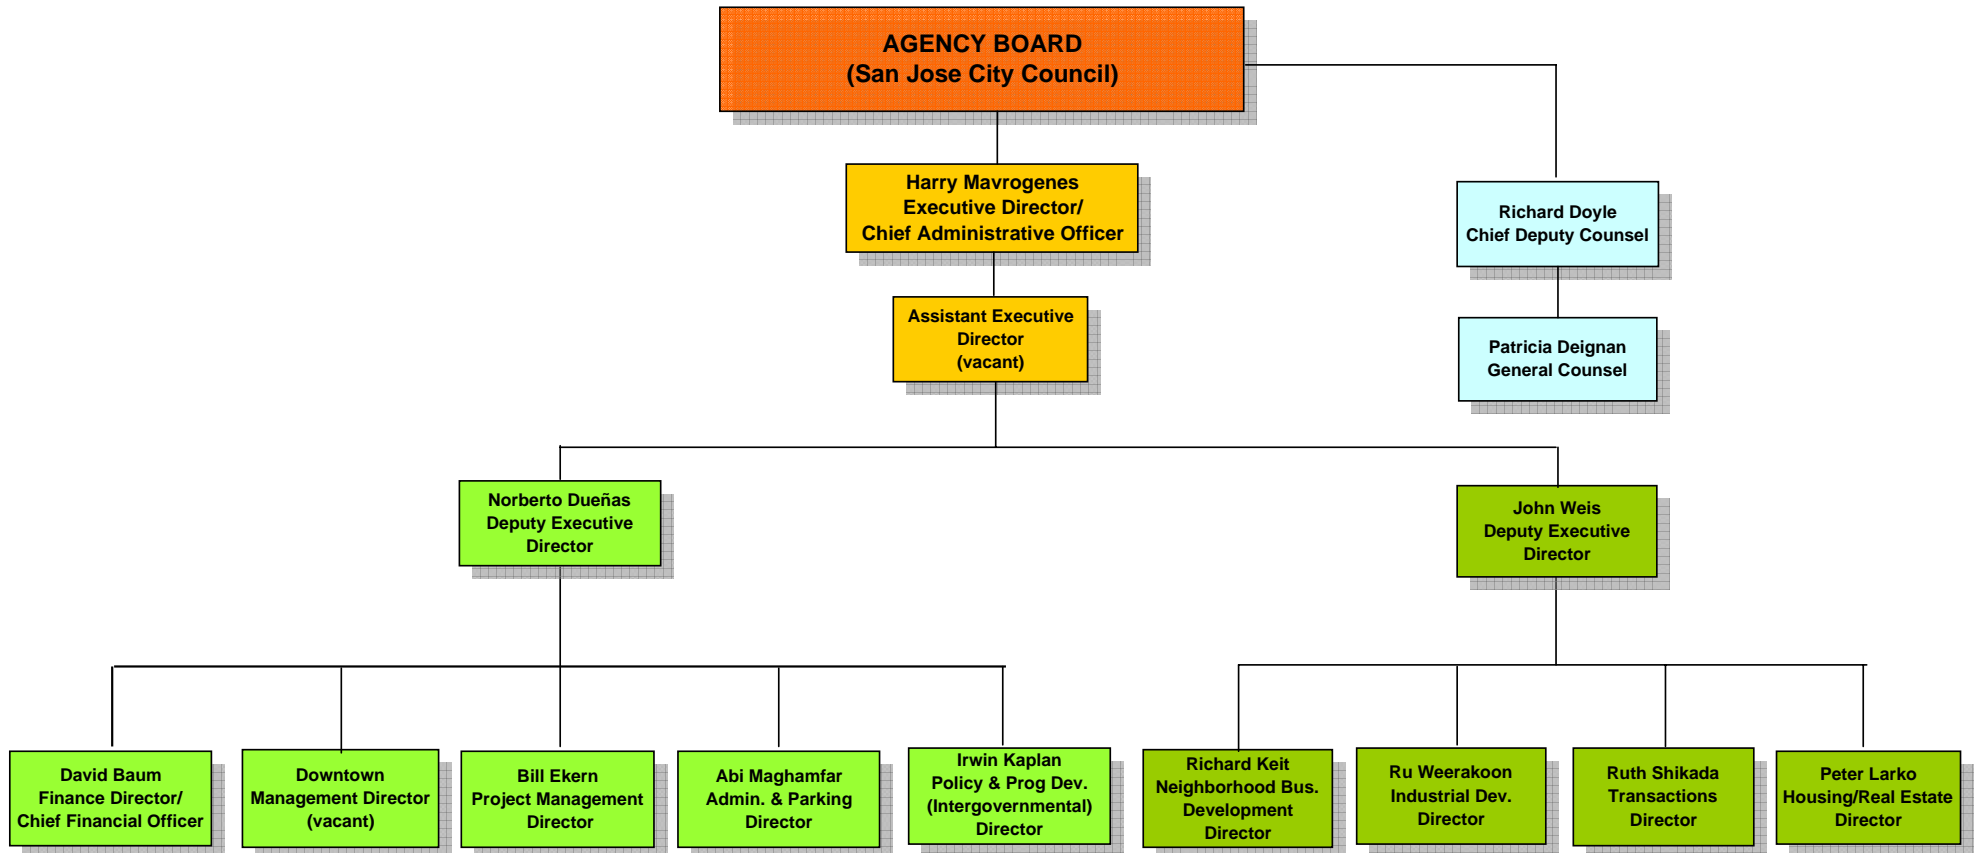 AGENCY BOARD
(San Jose City Council)
Harry Mavrogenes
Executive Director/
Chief Administrative Officer
Richard Doyle
Chief Deputy Counsel
Assistant Executive
Director
(vacant)
Patricia Deignan
General Counsel
Norberto Dueñas
Deputy Executive
Director
John Weis
Deputy Executive
Director
David Baum
Finance Director/
Chief Financial Officer
Downtown
Management Director
(vacant)
Bill Ekern
Project Management
Director
Abi Maghamfar
Admin. & Parking
Director
Irwin Kaplan
Policy & Prog Dev.
(Intergovernmental)
Director
Richard Keit
Neighborhood Bus.
Development
Director
Ru Weerakoon
Industrial Dev.
Director
Ruth Shikada
Transactions
Director
Peter Larko
Housing/Real Estate
Director